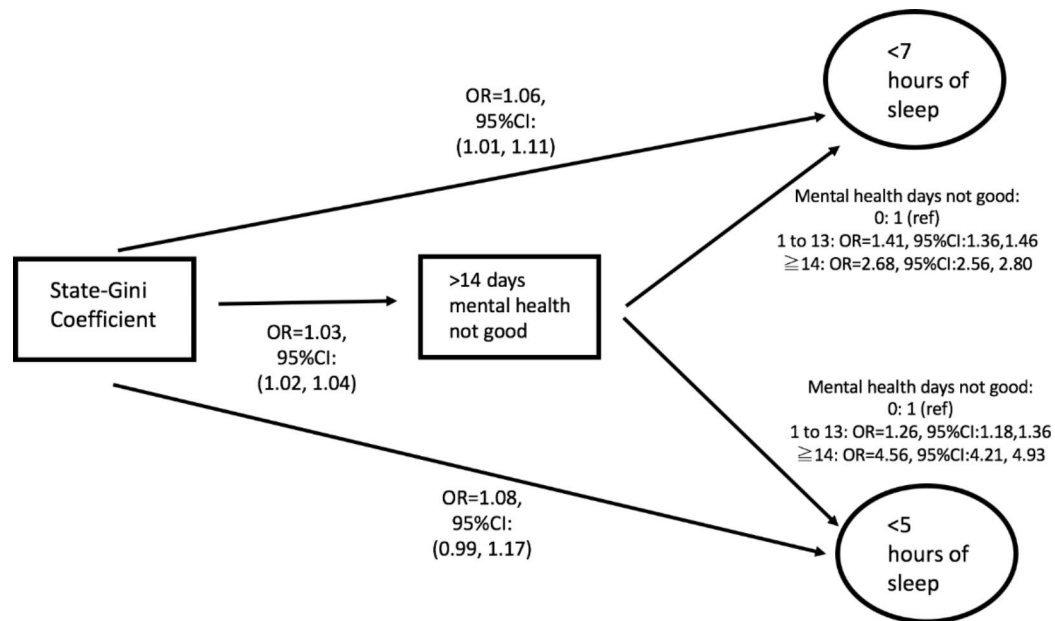 <7
hours of
sleep
OR=1.06,
95%CI:
(1.01, 1.11)
Mental health days not good:
0: 1 (ref)
1 to 13: OR=1.41, 95%CI:1.36,1.46
≧14: OR=2.68, 95%CI:2.56, 2.80
State-Gini
Coefficient
>14 days
mental health
not good
OR=1.03,
95%CI:
(1.02, 1.04)
Mental health days not good:
0: 1 (ref)
1 to 13: OR=1.26, 95%CI:1.18,1.36
≧14: OR=4.56, 95%CI:4.21, 4.93
OR=1.08,
95%CI:
(0.99, 1.17)
<5
hours of
sleep